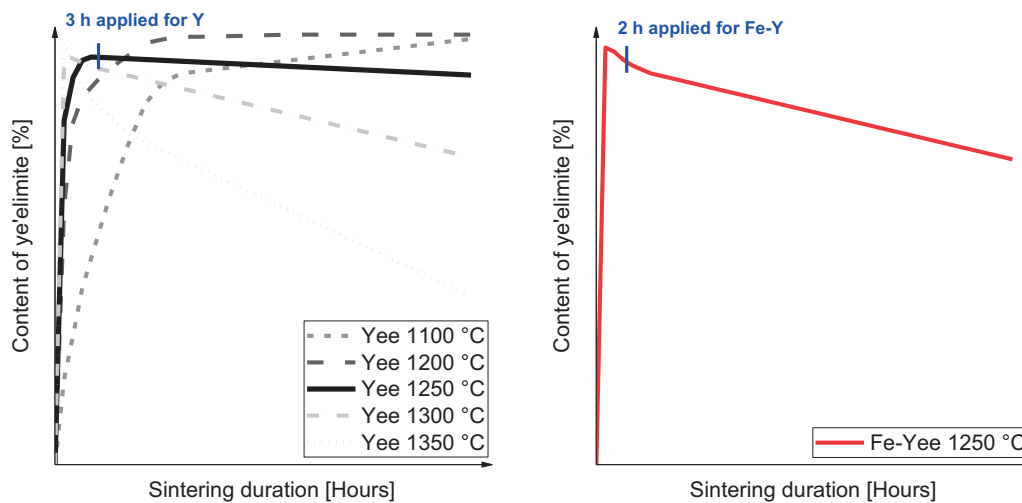 3 h applied for Y
Content of ye'elimite [%]
Yee 1100 °C
Yee 1200 °C
Yee 1250 °C
Yee 1300 °C
Yee 1350 °C
Sintering duration [Hours]
2 h applied for Fe-Y
Content of ye'elimite [%]
Fe-Yee 1250 °C
Sintering duration [Hours]